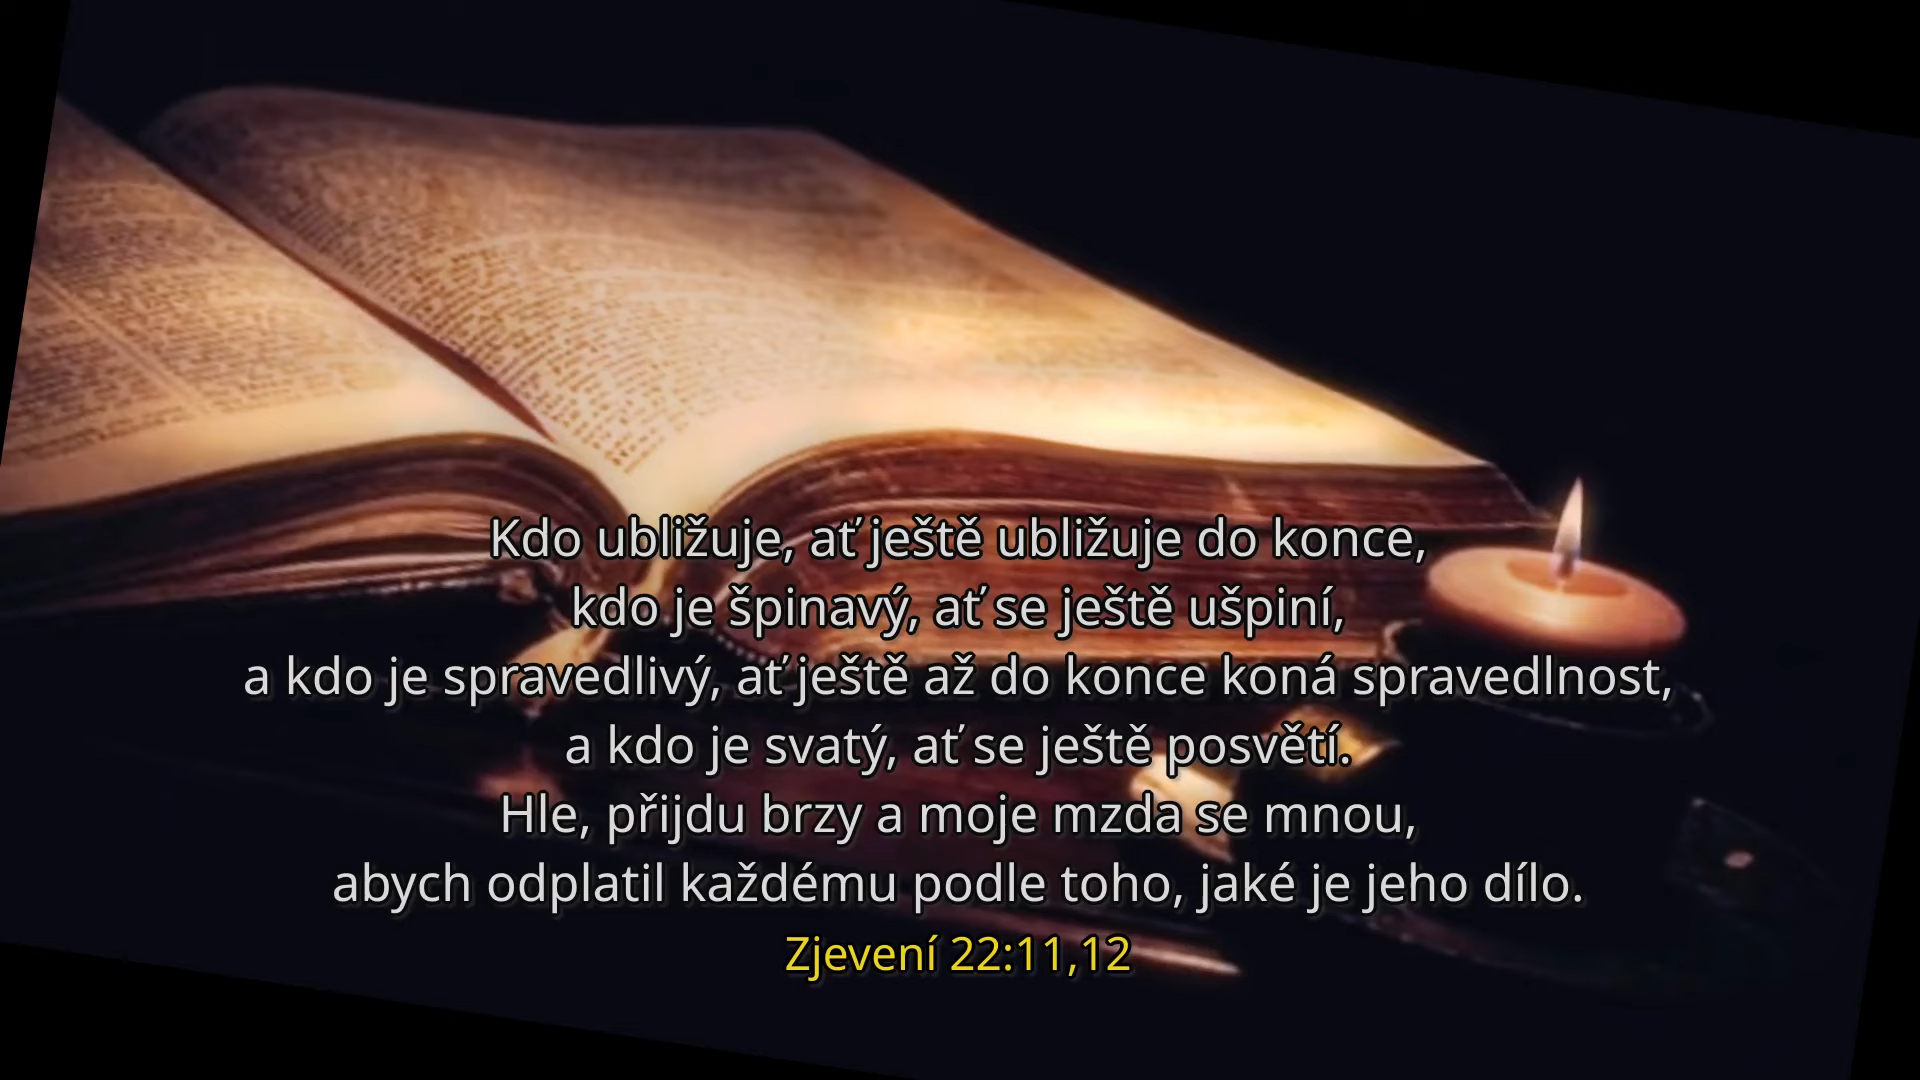 Kdo ubližuje, ať ještě ubližuje do konce,
kdo je špinavý, ať se ještě ušpiní,
a kdo je spravedlivý, ať ještě až do konce koná spravedlnost,
a kdo je svatý, ať se ještě posvětí.
Hle, přijdu brzy a moje mzda se mnou,
abych odplatil každému podle toho, jaké je jeho dílo.
Zjevení 22:11,12